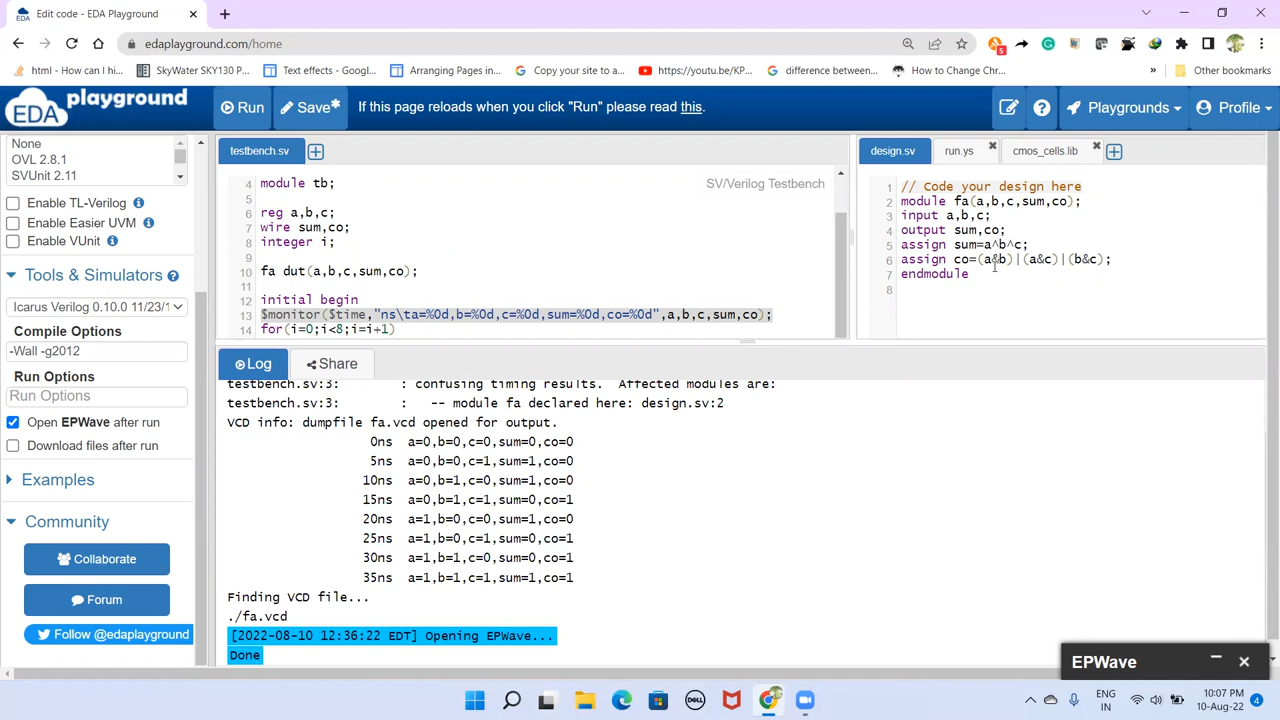 Edit code - EDA Playground
edaplayground.com/home
5
html - How can I hi...
SkyWater SKY130 P...
Text effects - Googl...
Arranging Pages_n...
Copy your site to a...
https://youtu.be/KP...
difference between...
How to Change Chr...
»
Other bookmarks
EDA playground
Run
Save*
If this page reloads when you click "Run" please read this.
Playgrounds
Profile
None
OVL 2.8.1
SVUnit 2.11
Enable TL-Verilog
Enable Easier UVM
Enable VUnit
Tools & Simulators
Icarus Verilog 0.10.0 11/23/1
Compile Options
-Wall -g2012
Run Options
Run Options
Open EPWave after run
Download files after run
Examples
Community
Collaborate
Forum
Follow @edaplayground
testbench.sv
SV/Verilog Testbench
4 module tb;
5
6 reg a,b,c;
7 wire sum,co;
8 integer i;
9
10 fa dut(a,b,c,sum,co);
11
12 initial begin
13 $monitor($time,"ns\ta=%0d,b=%0d,c=%0d,sum=%0d,co=%0d",a,b,c,sum,co);
14 for(i=0;i<8;i=i+1)
design.sv
run.ys
cmos_cells.lib
1 // Code your design here
2 module fa(a,b,c,sum,co);
3 input a,b,c;
4 output sum,co;
5 assign sum=a^b^c;
6 assign co=(a&b)|(a&c)|(b&c);
7 endmodule
8
Log
Share
testbench.sv:3: : confusing timing results. Affected modules are:
testbench.sv:3: : -- module fa declared here: design.sv:2
VCD info: dumpfile fa.vcd opened for output.
0ns a=0,b=0,c=0,sum=0,co=0
5ns a=0,b=0,c=1,sum=1,co=0
10ns a=0,b=1,c=0,sum=1,co=0
15ns a=0,b=1,c=1,sum=0,co=1
20ns a=1,b=0,c=0,sum=1,co=0
25ns a=1,b=0,c=1,sum=0,co=1
30ns a=1,b=1,c=0,sum=0,co=1
35ns a=1,b=1,c=1,sum=1,co=1
Finding VCD file...
./fa.vcd
[2022-08-10 12:36:22 EDT] Opening EPWave...
Done
EPWave
DELL
ENG
IN
10:07 PM
10-Aug-22
4